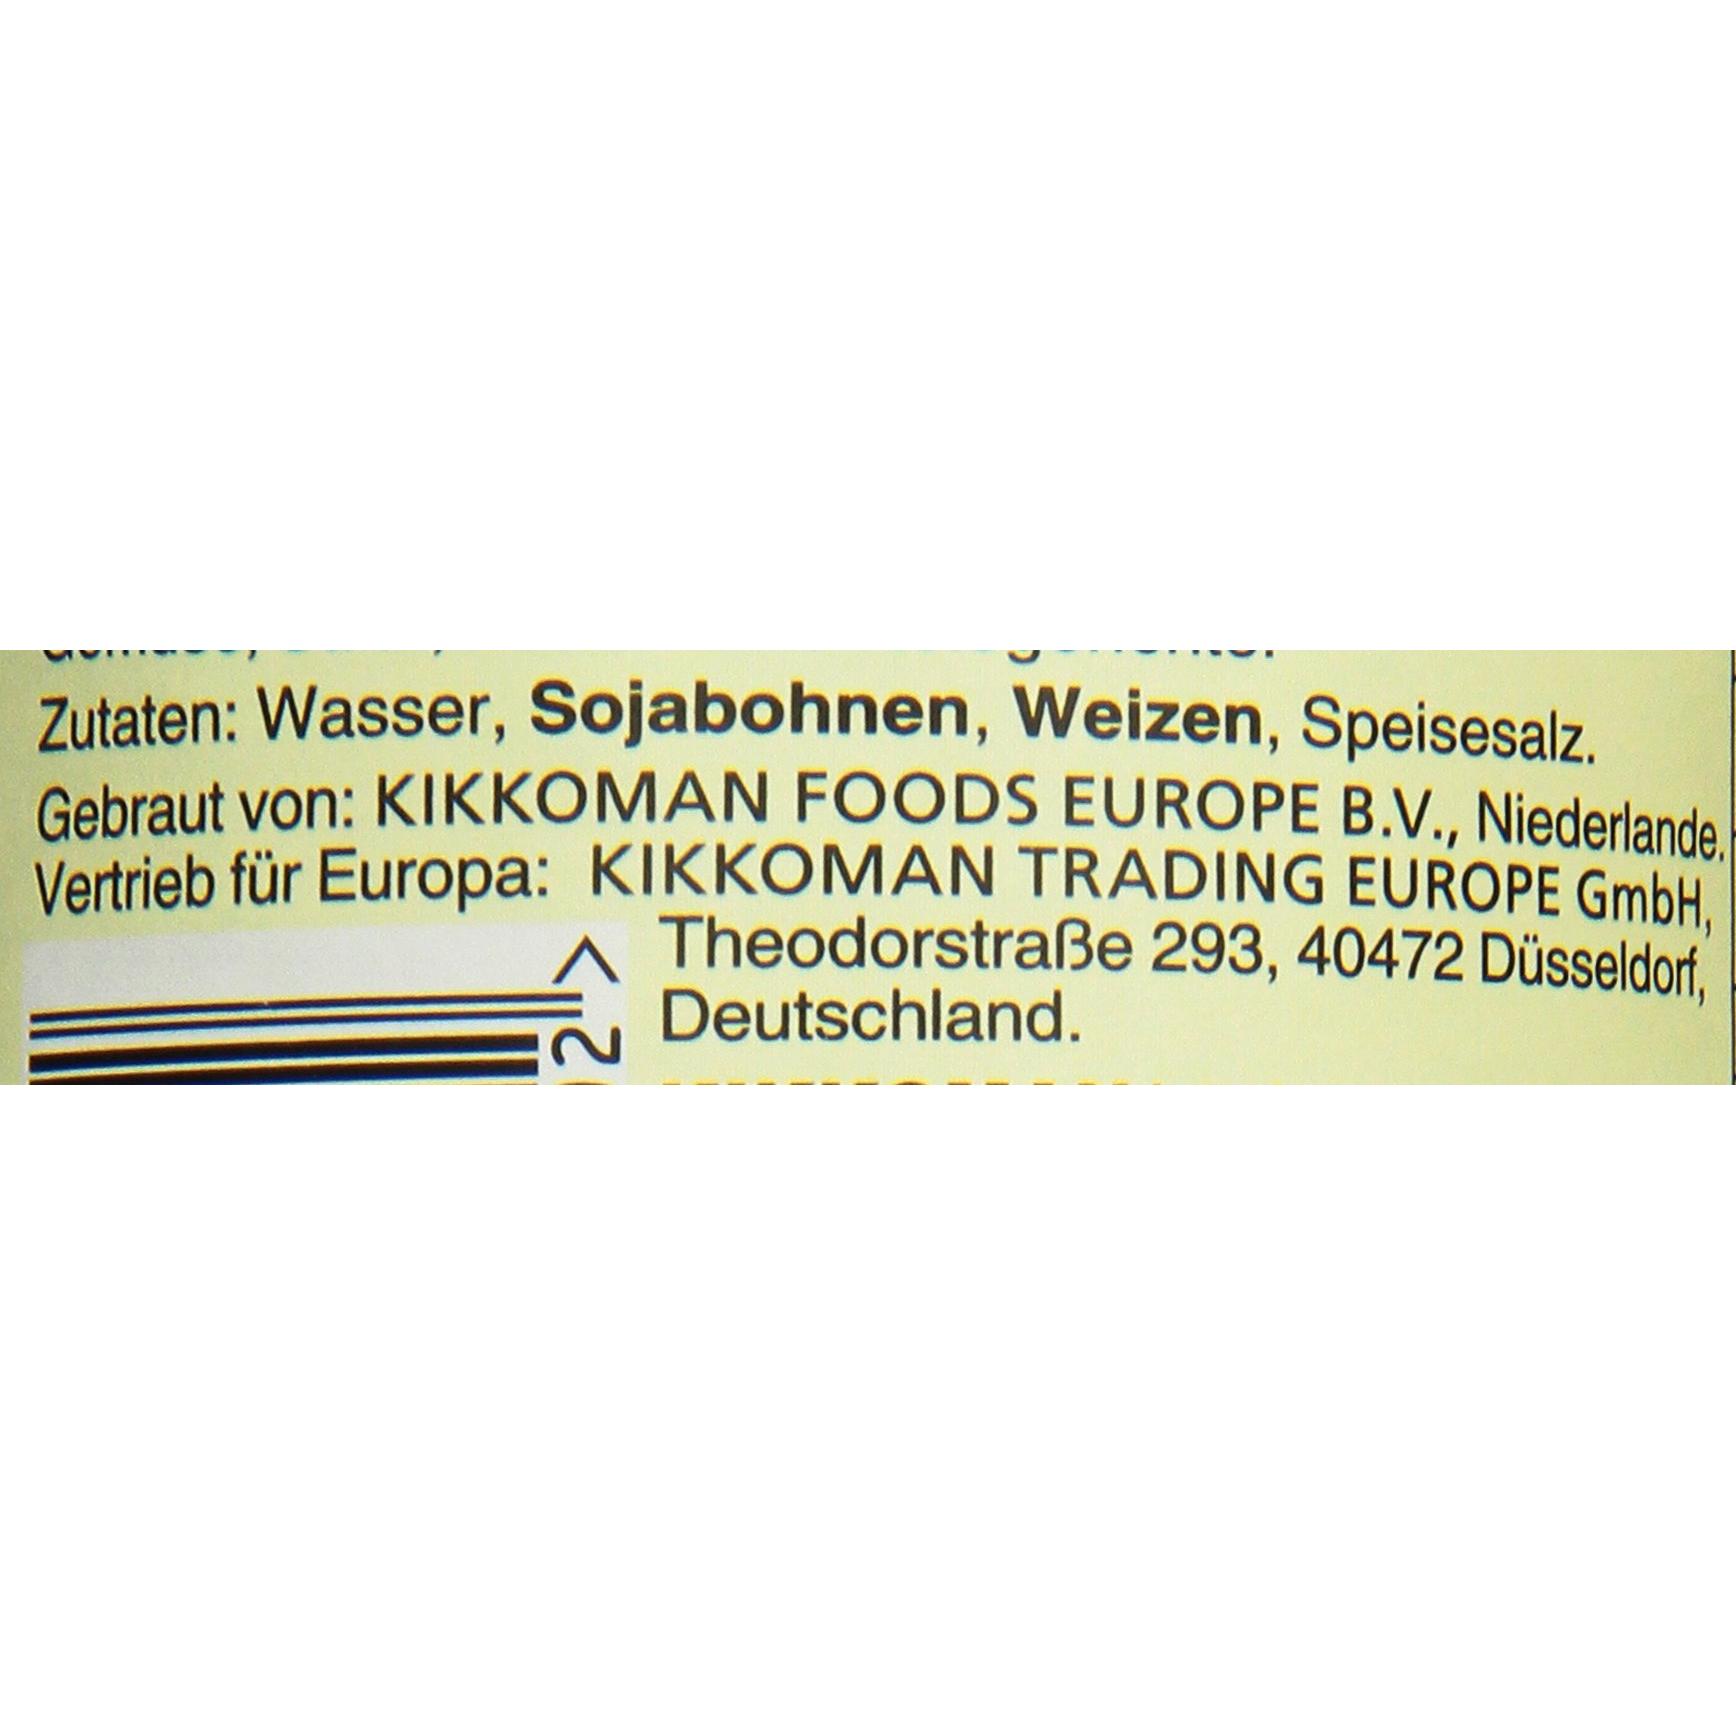 Zutaten: Wasser, Sojabohnen, Weizen, Speisesalz.
Gebraut von: KIKKOMAN FOODS EUROPE B.V., Niederlande.
Vertrieb für Europa: KIKKOMAN TRADING EUROPE GmbH,
Theodorstraße 293, 40472 Düsseldorf,
Deutschland.
2 >